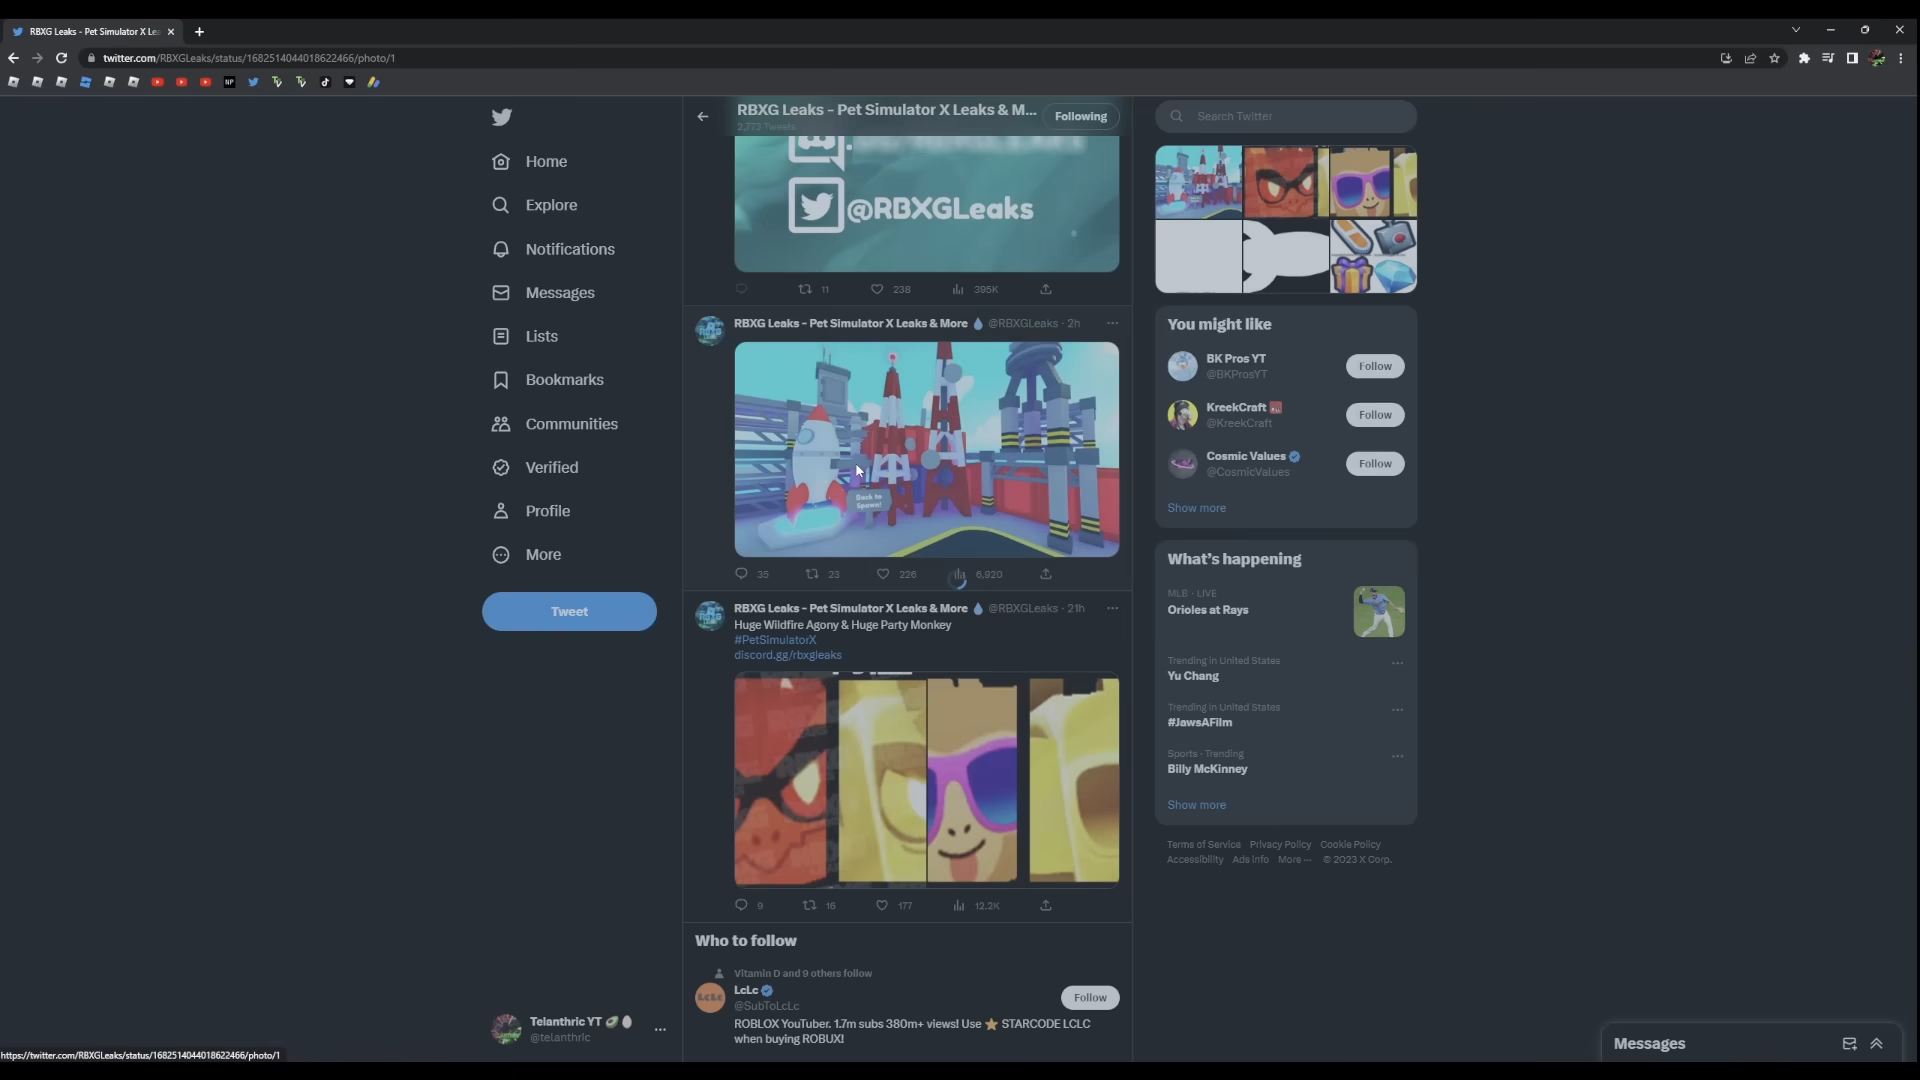 RBXG Leaks - Pet Simulator X Le
twitter.com/RBXGLeaks/status/1682514044018622466/photo/1
NP
Home
Explore
Notifications
Messages
Lists
Bookmarks
Communities
Verified
Profile
More
Tweet
Telanthric YT
@telanthric
RBXG Leaks - Pet Simulator X Leaks & M...
2,773 Tweets
Following
@RBXGLeaks
11
238
395K
RBXG Leaks - Pet Simulator X Leaks & More @RBXGLeaks · 2h
Back to
Spawn!
35
23
226
6,920
RBXG Leaks - Pet Simulator X Leaks & More @RBXGLeaks · 21h
Huge Wildfire Agony & Huge Party Monkey
#PetSimulatorX
discord.gg/rbxgleaks
9
16
177
12.2K
Who to follow
Vitamin D and 9 others follow
LcLc
@SubToLcLc
Follow
ROBLOX YouTuber. 1.7m subs 380m+ views! Use ⭐ STARCODE LCLC
when buying ROBUX!
Search Twitter
You might like
BK Pros YT
@BKProsYT
Follow
KreekCraft
@KreekCraft
Follow
Cosmic Values
@CosmicValues
Follow
Show more
What's happening
MLB · LIVE
Orioles at Rays
Trending in United States
Yu Chang
Trending in United States
#JawsAFilm
Sports · Trending
Billy McKinney
Show more
Terms of Service Privacy Policy Cookie Policy
Accessibility Ads info More ··· © 2023 X Corp.
Messages
https://twitter.com/RBXGLeaks/status/1682514044018622466/photo/1